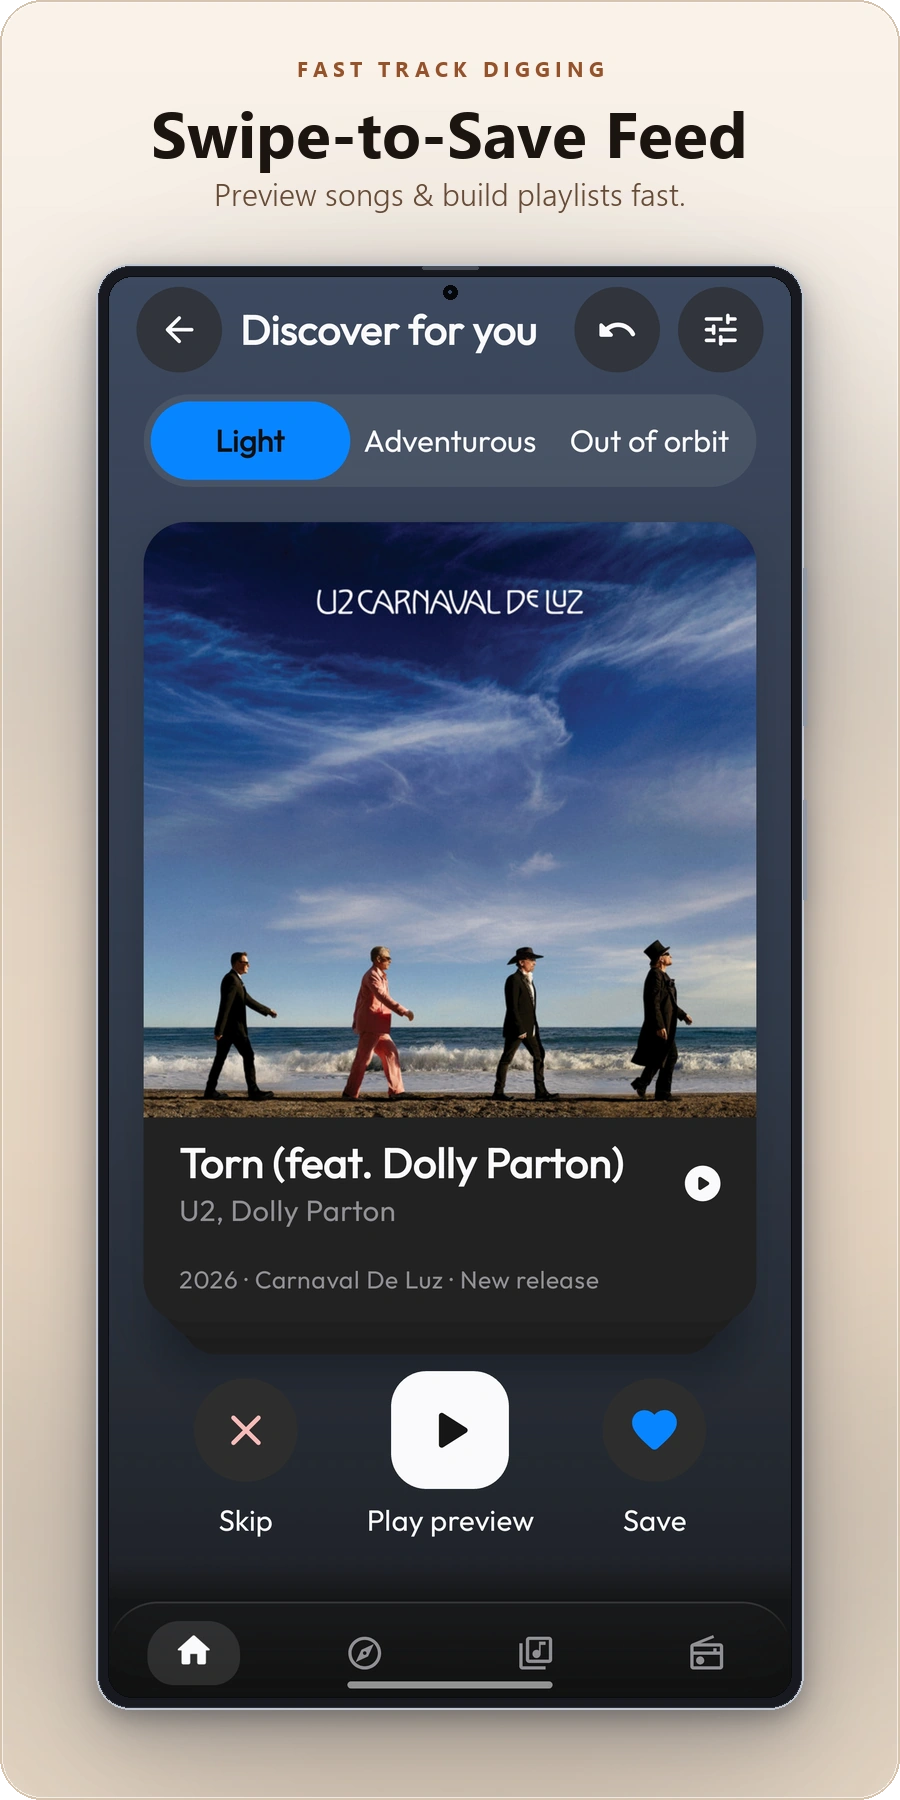 FAST TRACK DIGGING
Swipe-to-Save Feed
Preview songs & build playlists fast.
Discover for you
Light Adventurous Out of orbit
U2 CARNAVAL DE LUZ
Torn (feat. Dolly Parton)
U2, Dolly Parton
2026 · Carnaval De Luz · New release
Skip Play preview Save